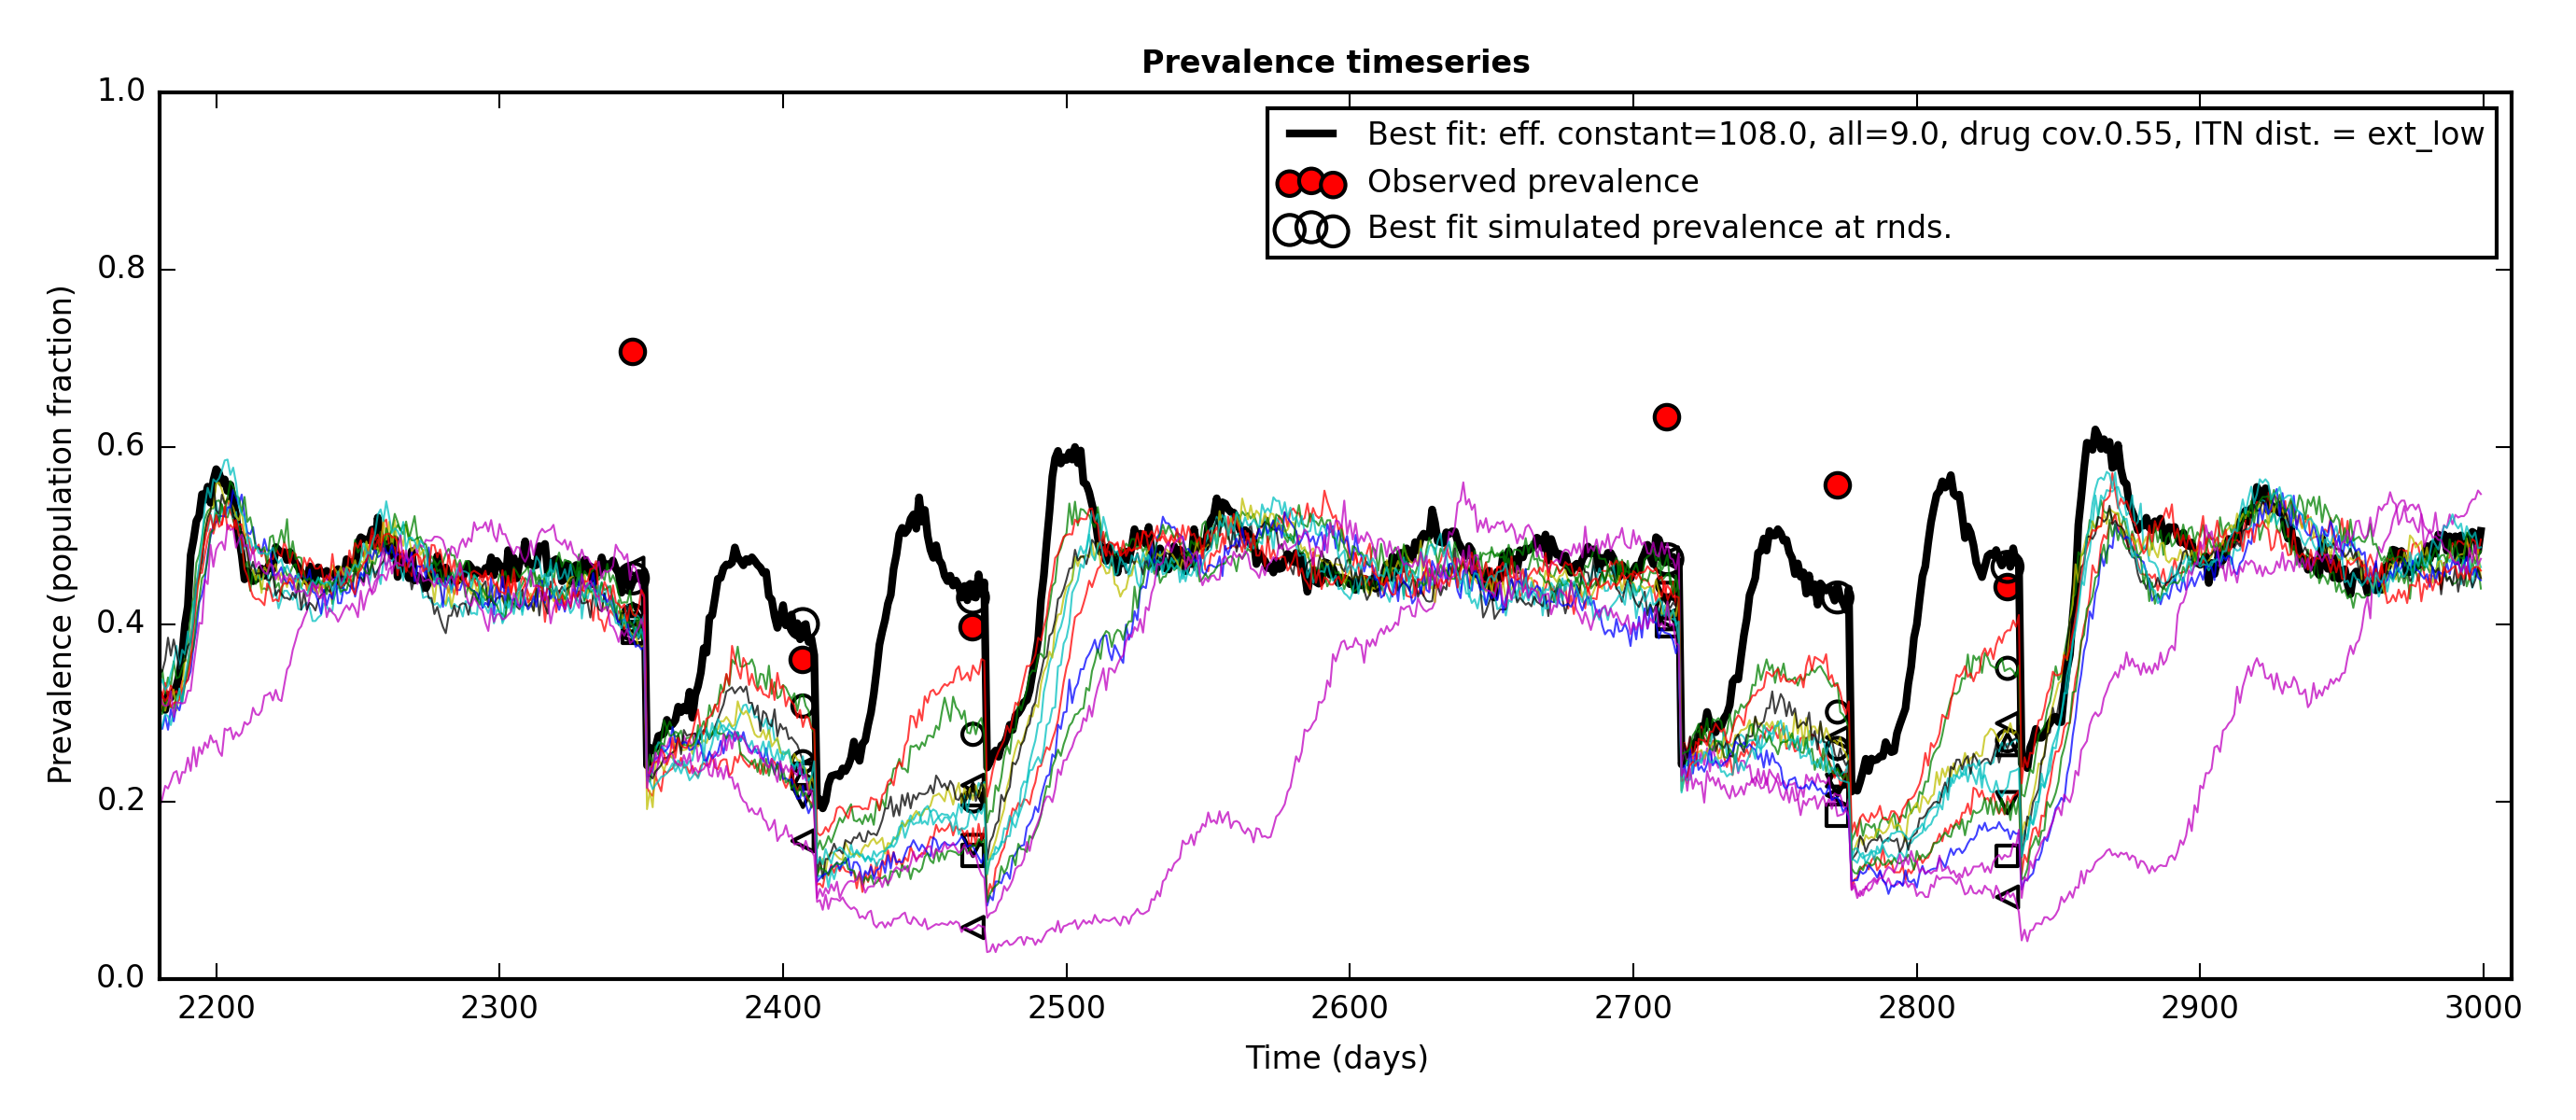 Prevalence timeseries
Best fit: eff. constant=108.0, all=9.0, drug cov.0.55, ITN dist. = ext_low
Observed prevalence
Best fit simulated prevalence at rnds.
Prevalence (population fraction)
1.0
0.8
0.6
0.4
0.2
0.0
2200 2300 2400 2500 2600 2700 2800 2900 3000
Time (days)